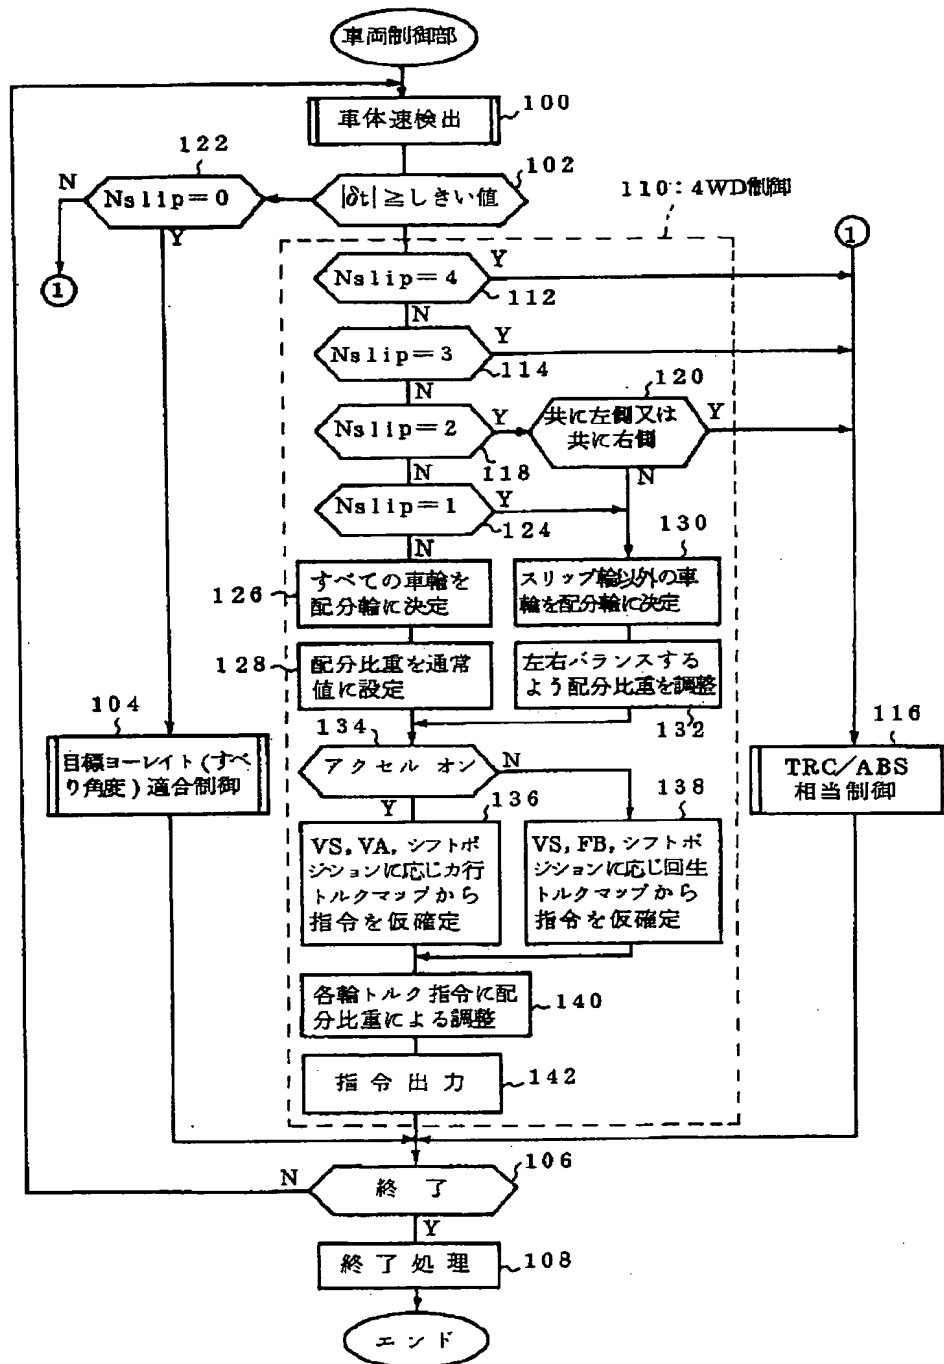 車両制御部
車体速検出
100
122
102
N
Nslip=0
|δt|≧しきい値
110:4WD制御
Y
1
1
Nslip=4
Y
112
N
Nslip=3
Y
114
120
N
Nslip=2
Y
118
共に左側又は
共に右側
Y
N
N
Nslip=1
Y
124
130
N
126
すべての車輪を
配分輪に決定
スリップ輪以外の車
輪を配分輪に決定
128
配分比重を通常
値に設定
左右バランスする
よう配分比重を調整
132
104
134
116
目標ヨーレイト(すべ
り角度)適合制御
アクセル オン
N
TRC/ABS
相当制御
Y
136
138
VS,VA,シフトポ
ジションに応じカ行
トルクマップから
指令を仮確定
VS,FB,シフトポ
ジションに応じ回生
トルクマップから
指令を仮確定
各輪トルク指令に配
分比重による調整
140
指令出力
142
106
N
終了
Y
終了処理
108
エンド